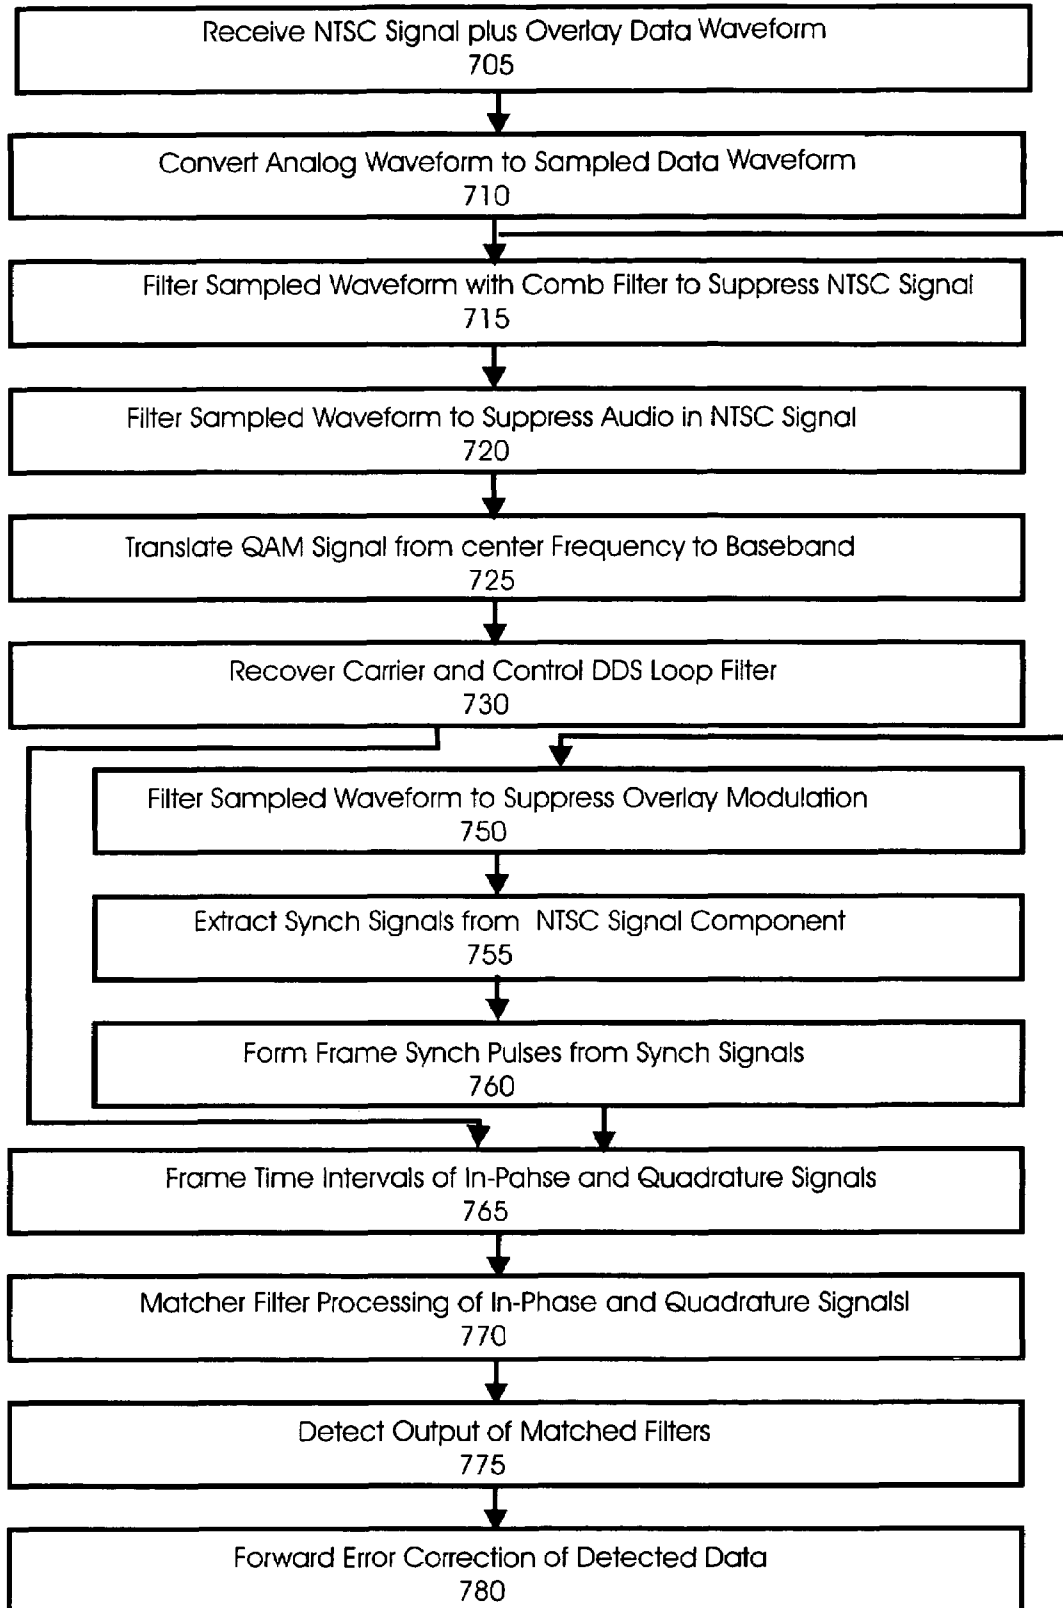 Receive NTSC Signal plus Overlay Data Waveform
705
Convert Analog Waveform to Sampled Data Waveform
710
Filter Sampled Waveform with Comb Filter to Suppress NTSC Signal
715
Filter Sampled Waveform to Suppress Audio in NTSC Signal
720
Translate QAM Signal from center Frequency to Baseband
725
Recover Carrier and Control DDS Loop Filter
730
Filter Sampled Waveform to Suppress Overlay Modulation
750
Extract Synch Signals from NTSC Signal Component
755
Form Frame Synch Pulses from Synch Signals
760
Frame Time Intervals of In-Pahse and Quadrature Signals
765
Matcher Filter Processing of In-Phase and Quadrature Signalsl
770
Detect Output of Matched Filters
775
Forward Error Correction of Detected Data
780